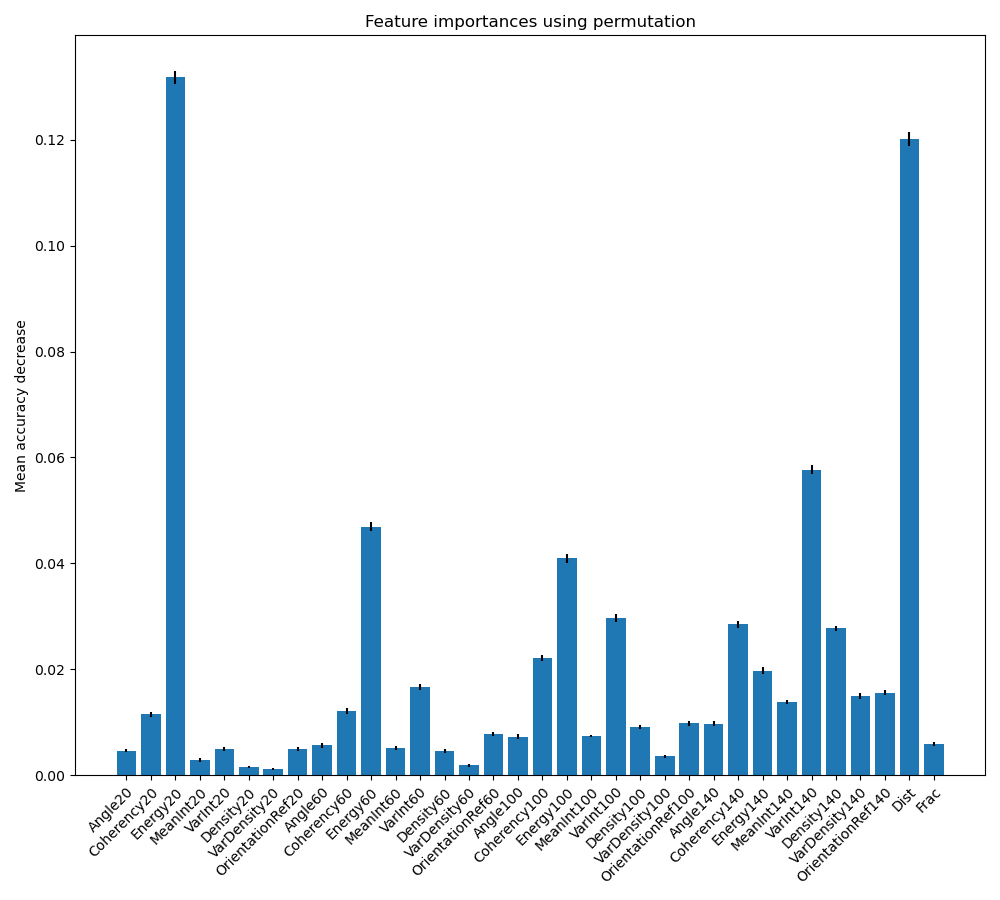 Feature importances using permutation
Mean accuracy decrease
0.12
0.10
0.08
0.06
0.04
0.02
0.00
Angle20
Coherency20
Energy20
MeanInt20
VarInt20
Density20
VarDensity20
OrientationRef20
Angle60
Coherency60
Energy60
MeanInt60
VarInt60
Density60
VarDensity60
OrientationRef60
Angle100
Coherency100
Energy100
MeanInt100
VarInt100
Density100
VarDensity100
OrientationRef100
Angle140
Coherency140
Energy140
MeanInt140
VarInt140
Density140
VarDensity140
OrientationRef140
Dist
Frac